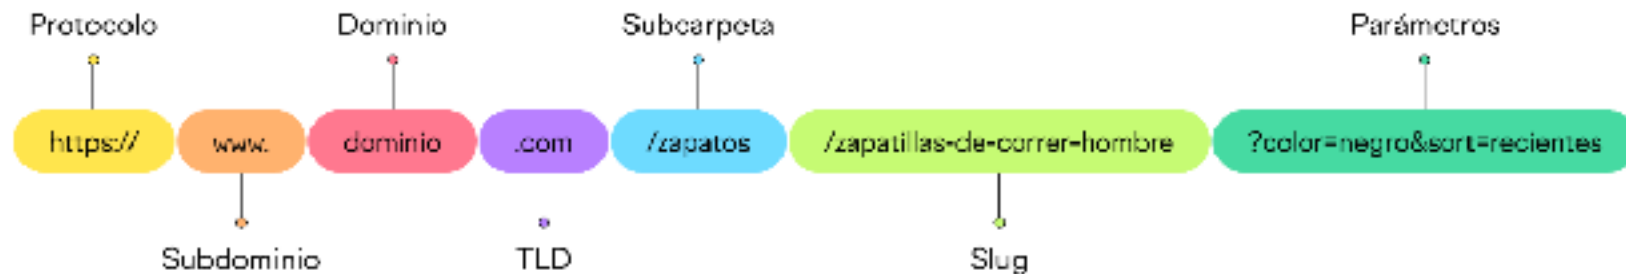 Protocolo Dominio Subcarpeta Parámetros
https:// www. dominio .com /zapatos /zapatillas-de-correr-hombre ?color=negro&sort=recientes
Subdominio TLD Slug